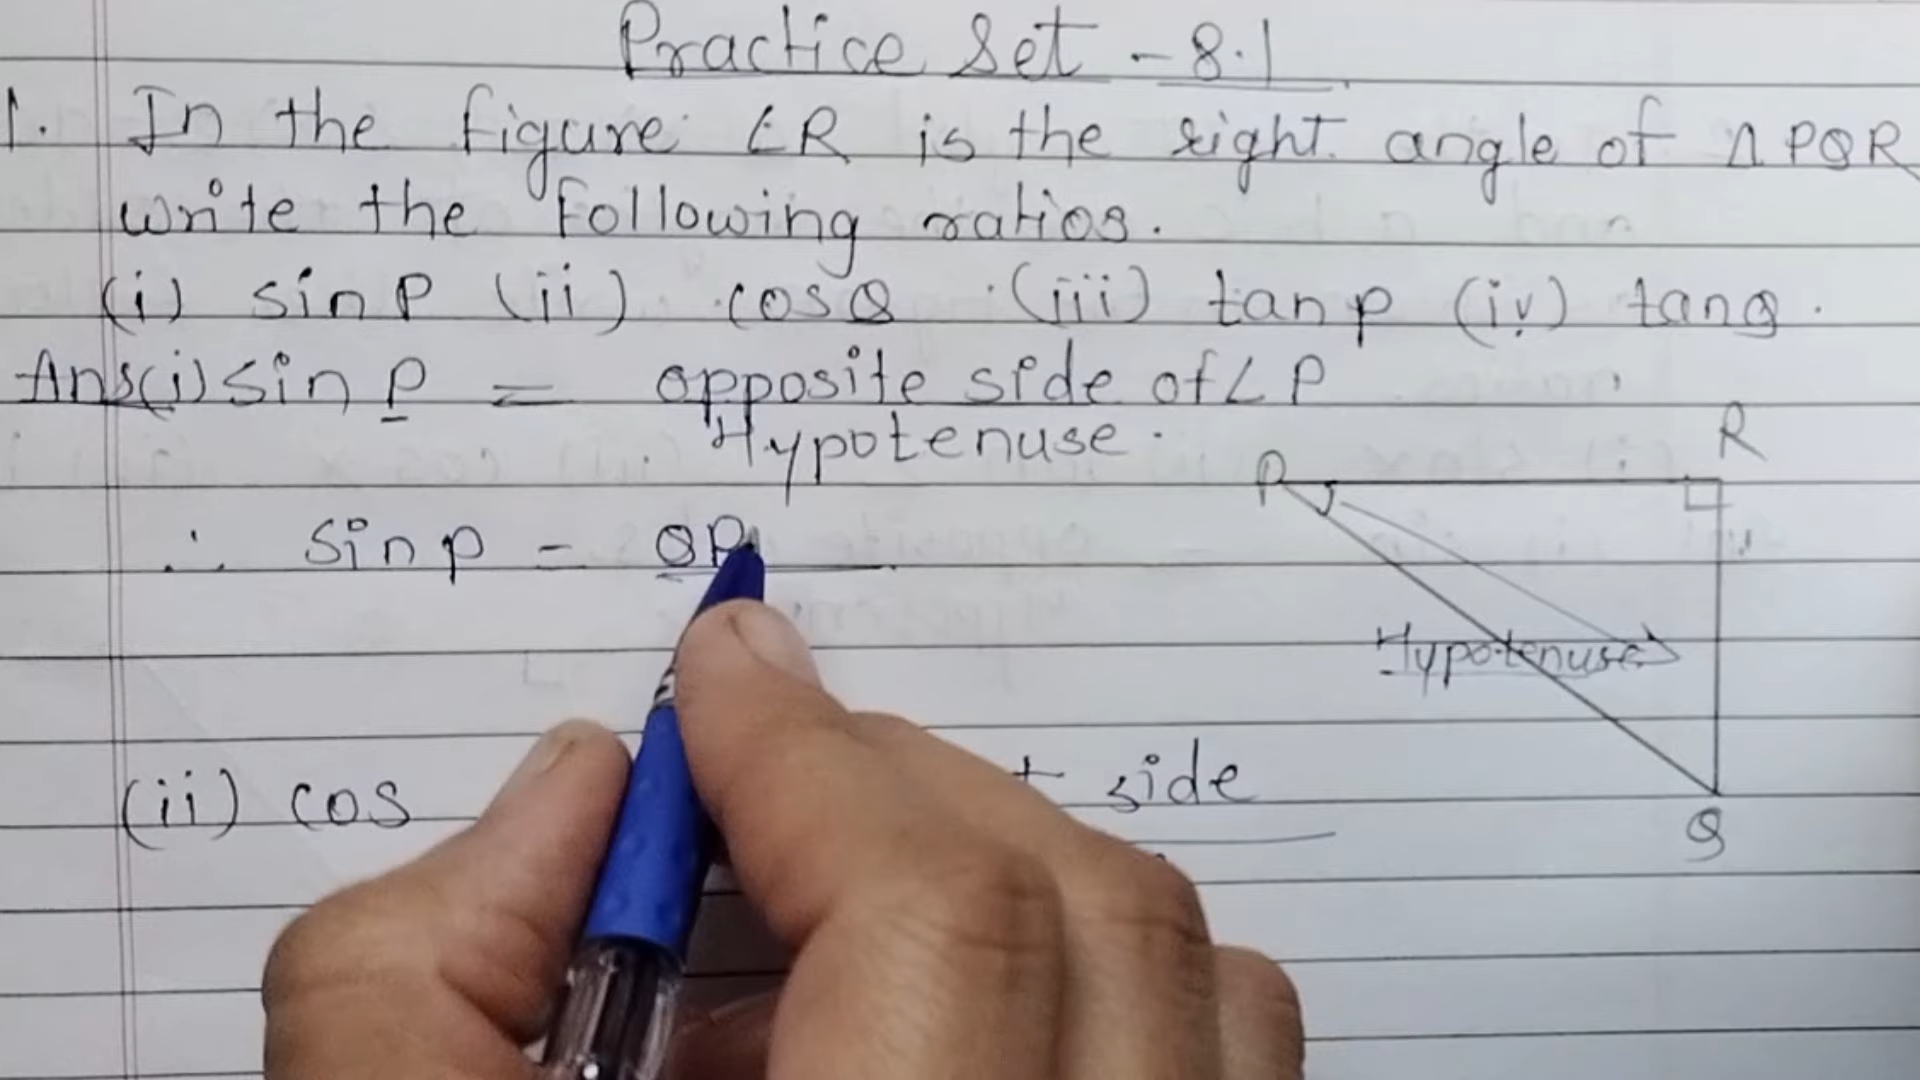 Practice Set - 8.1
1. In the figure ∠R is the right angle of △PQR
write the following ratios.
(i) sin P (ii) cos Q (iii) tan p (iv) tan Q.
Ans(i) sin P = opposite side of ∠P
Hypotenuse.
∴ sin p =
P
R
Hypotenuse
Q
(ii) cos
side